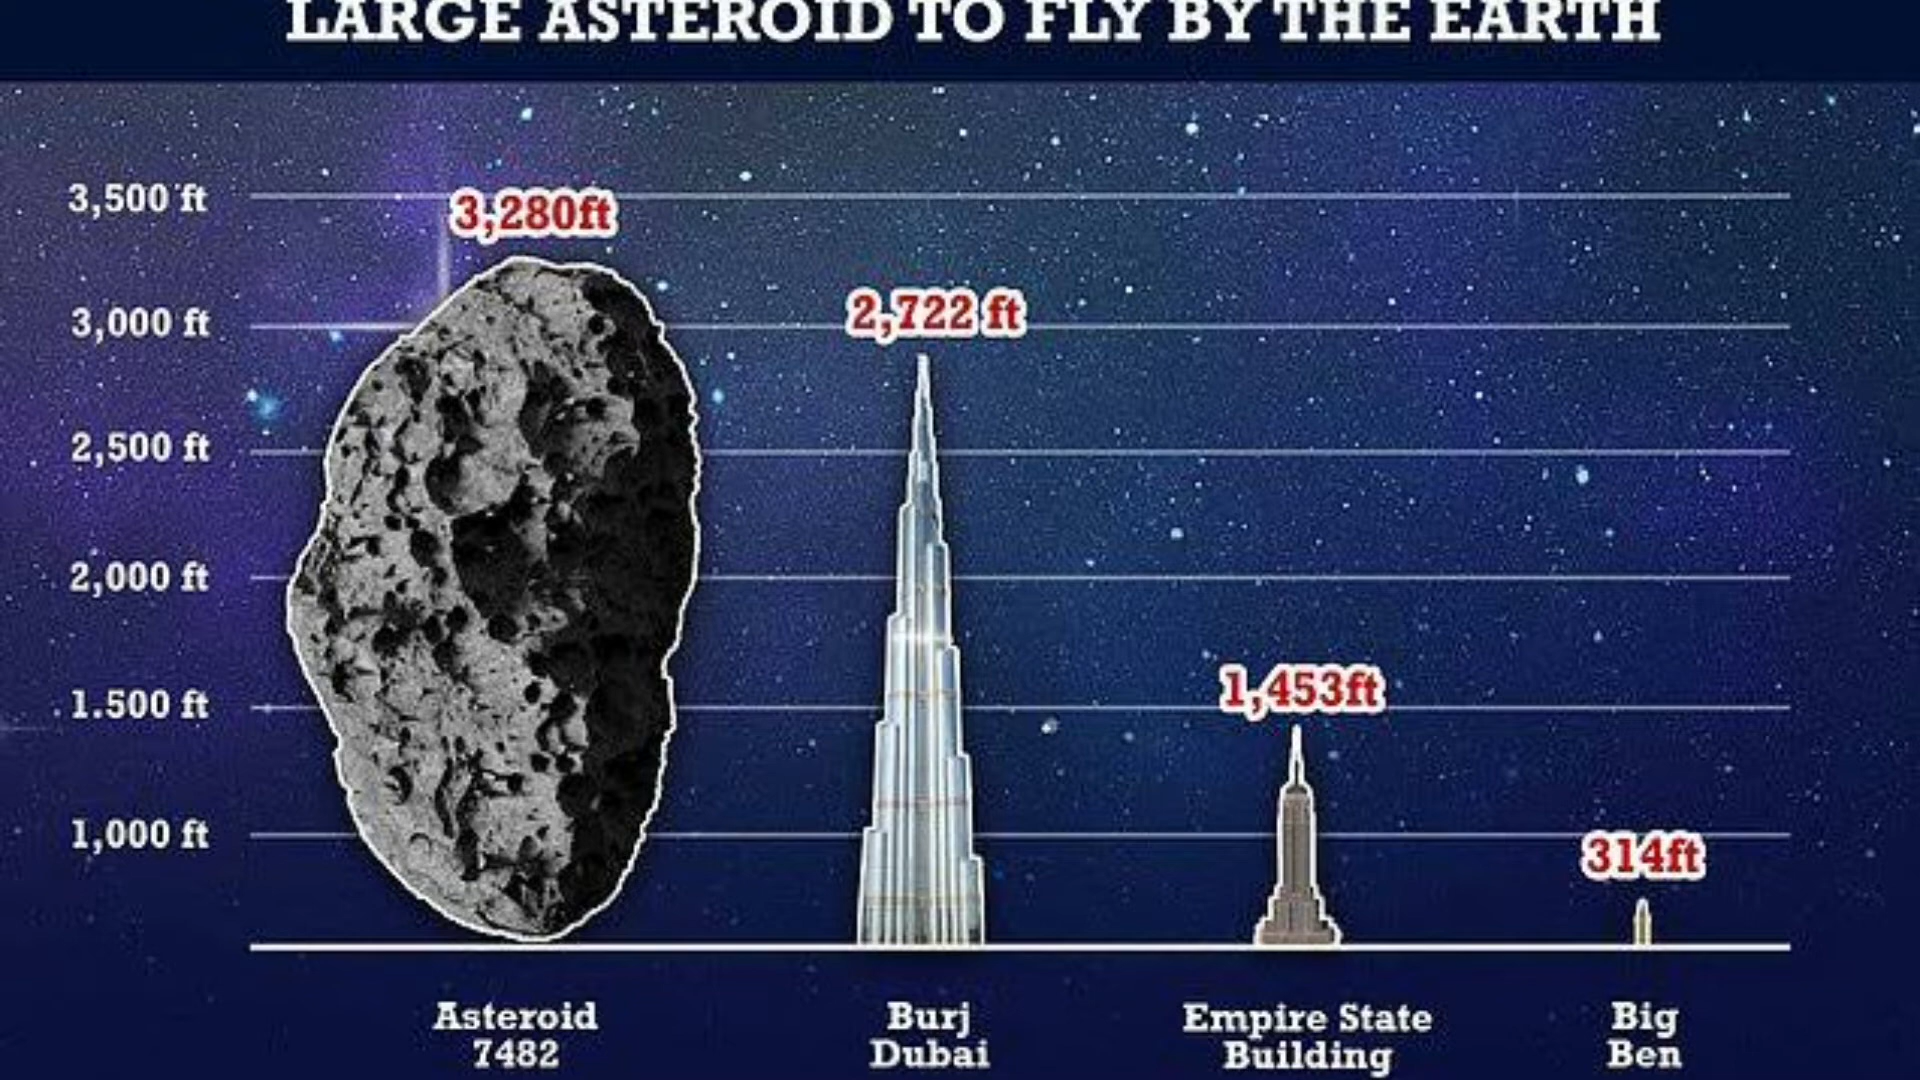 LARGE ASTEROID TO FLY BY THE EARTH
3,500 ft
3,280ft
3,000 ft
2,722 ft
2,500 ft
2,000 ft
1.500 ft
1,453ft
1,000 ft
314ft
Asteroid
7482
Burj
Dubai
Empire State
Building
Big
Ben